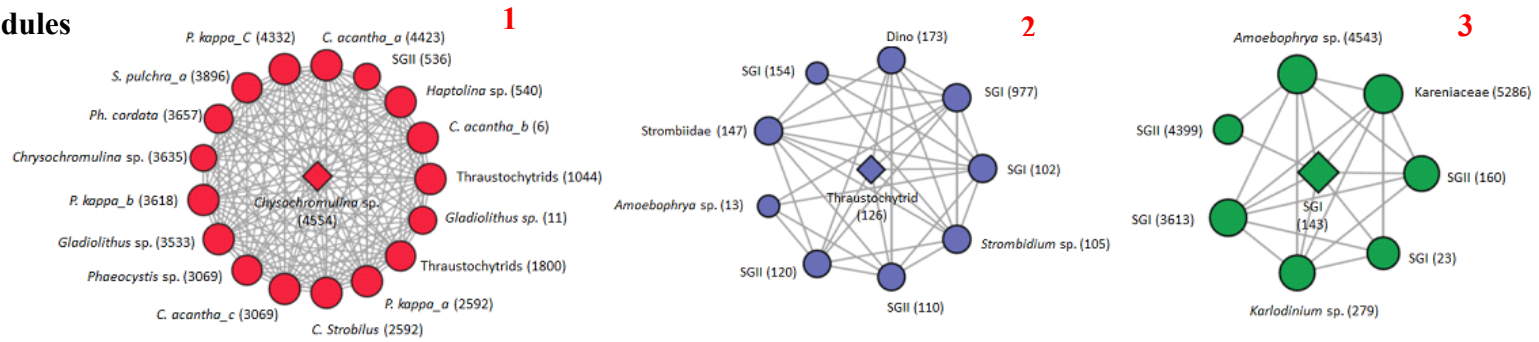 dules
1
P. kappa_C (4332)
C. acantha_a (4423)
SGII (536)
S. pulchra_a (3896)
Haptolina sp. (540)
Ph. cordata (3657)
C. acantha_b (6)
Chrysochromulina sp. (3635)
Thraustochytrids (1044)
Chysochromulina sp.
(4554)
P. kappa_b (3618)
Gladiolithus sp. (11)
Gladiolithus sp. (3533)
Thraustochytrids (1800)
Phaeocystis sp. (3069)
P. kappa_a (2592)
C. acantha_c (3069)
C. Strobilus (2592)
2
Dino (173)
SGI (154)
SGI (977)
Strombiidae (147)
SGI (102)
Thraustochytrid
(126)
Amoebophrya sp. (13)
Strombidium sp. (105)
SGII (120)
SGII (110)
3
Amoebophrya sp. (4543)
Kareniaceae (5286)
SGII (4399)
SGII (160)
SGI
(143)
SGI (3613)
SGI (23)
Karlodinium sp. (279)